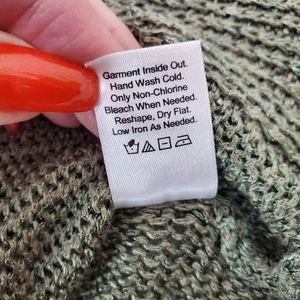 Garment Inside Out.
Hand Wash Cold.
Only Non-Chlorine
Bleach When Needed.
Reshape, Dry Flat.
Low Iron As Needed.